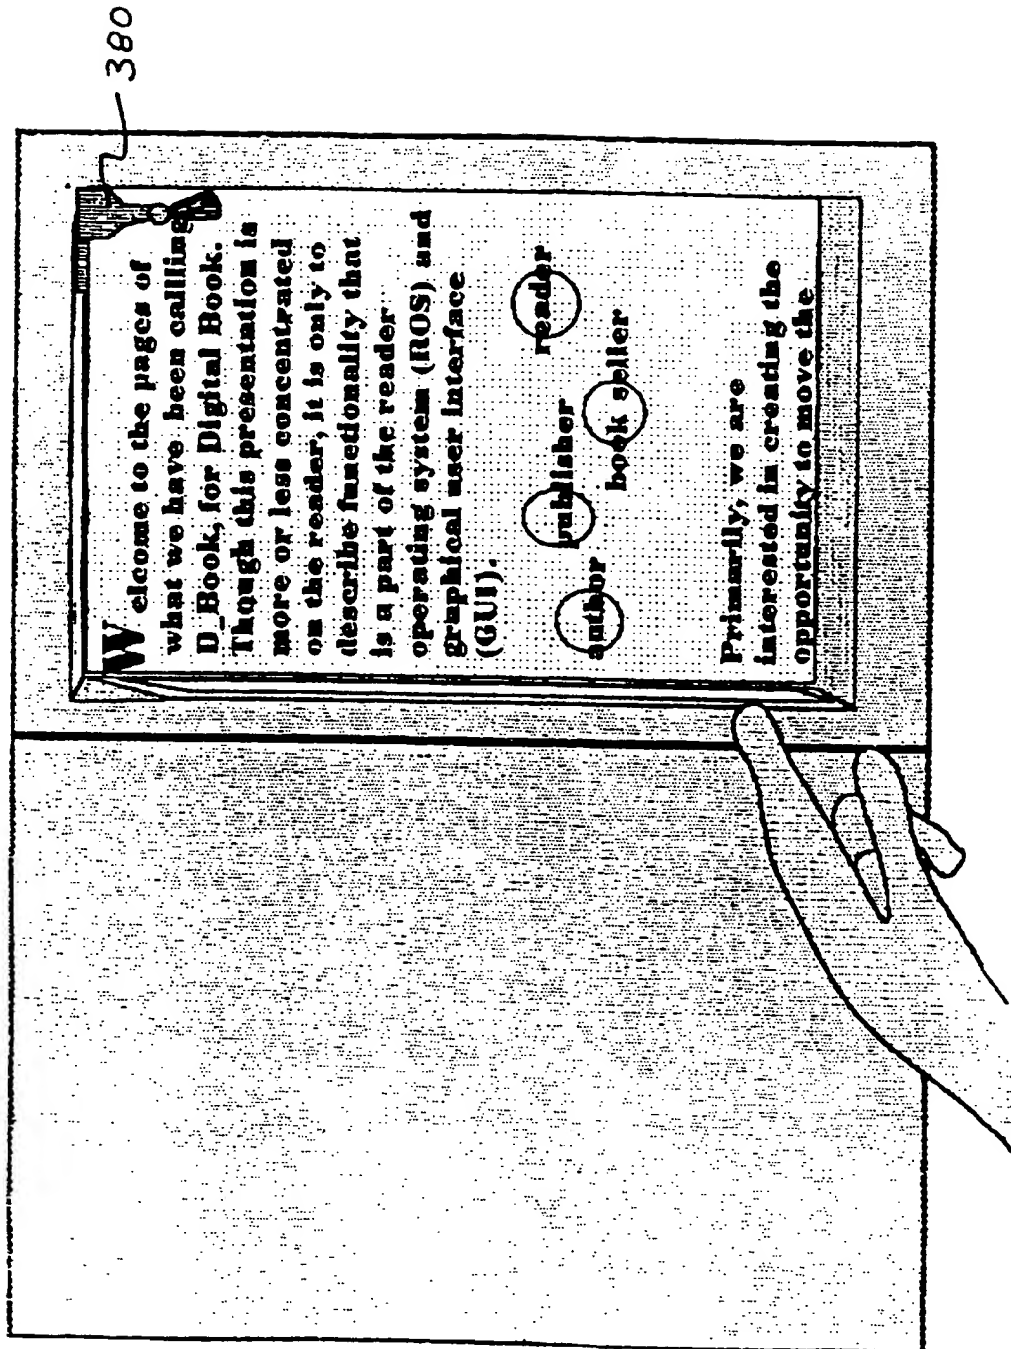 380
Welcome to the pages of
what we have been callling
D_Book, for Digital Book.
Though this presentation is
more or less concentrated
on the reader, it is only to
describe fumedonality that
is a part of the reader
operating system (ROS) and
graphical user interface
(GUI).
author
publisher
book seller
reader
Primarily, we are
interested in creating the
opportunity to move the